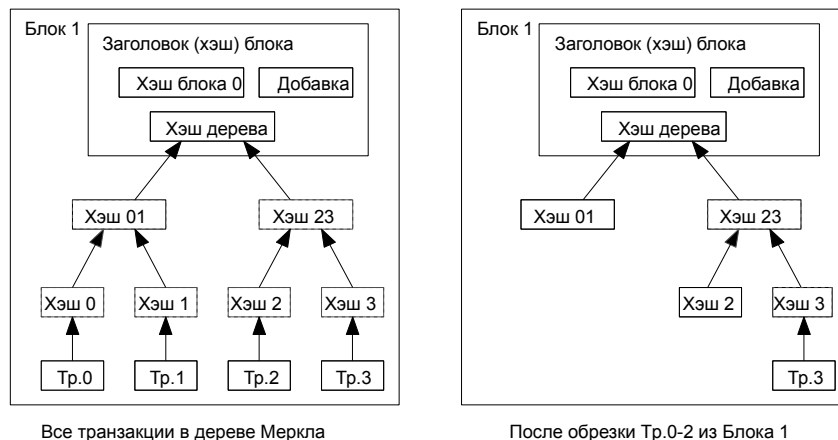 Блок 1
Заголовок (хэш) блока
Хэш блока 0
Добавка
Хэш дерева
Хэш 01
Хэш 23
Хэш 0
Хэш 1
Хэш 2
Хэш 3
Тр.0
Тр.1
Тр.2
Тр.3
Все транзакции в дереве Меркла
Блок 1
Заголовок (хэш) блока
Хэш блока 0
Добавка
Хэш дерева
Хэш 01
Хэш 23
Хэш 2
Хэш 3
Тр.3
После обрезки Тр.0-2 из Блока 1